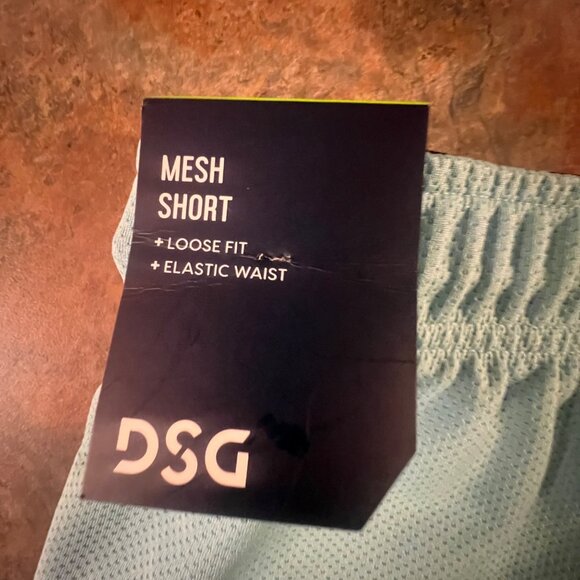 MESH
SHORT
+ LOOSE FIT
+ ELASTIC WAIST
DSG